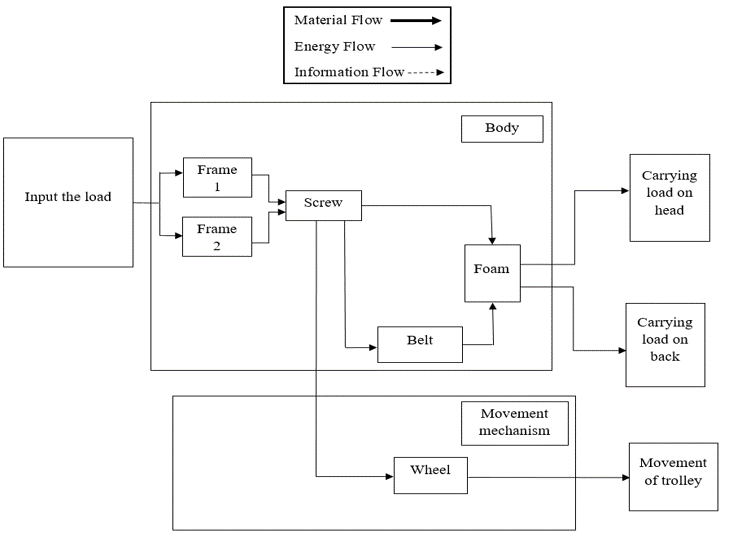 Material Flow
Energy Flow
Information Flow
Body
Input the load
Frame
1
Frame
2
Screw
Foam
Belt
Carrying
load on
head
Carrying
load on
back
Movement
mechanism
Wheel
Movement
of trolley